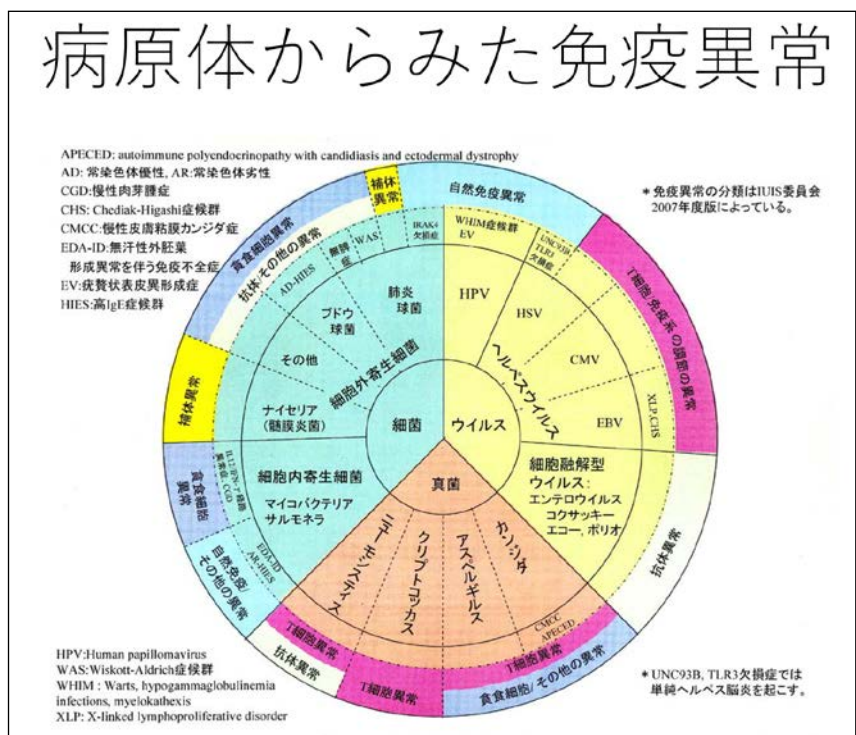 病原体からみた免疫異常
APECED: autoimmune polyendocrinopathy with candidiasis and ectodermal dystrophy
AD: 常染色体優性, AR:常染色体劣性
CGD:慢性肉芽腫症
CHS: Chediak-Higashi症候群
CMCC:慢性皮膚粘膜カンジダ症
EDA-ID:無汗性外胚葉
形成異常を伴う免疫不全症
EV:疣贅状表皮異形成症
HIES:高IgE症候群
*免疫異常の分類はIUIS委員会
2007年度版によっている。
補体
異常
自然免疫異常
T細胞/免疫系の調節の異常
抗体異常
貪食細胞/その他の異常
T細胞異常
T細胞異常
T細胞異常
抗体異常
自然免疫/
その他の異常
貪食細胞
異常
補体異常
貪食細胞異常
抗体/その他の異常
AD-HIES
無脾
症
WAS
IRAK4
欠損症
WHIM症候群
EV
UNC93B,
TLR3
欠損症
XLP,CHS
CMCC
APECED
EDA-ID
AR-HIES
IL12/IFN-γ経路
異常症, CGD
肺炎
球菌
ブドウ
球菌
その他
ナイセリア
(髄膜炎菌)
細胞外寄生細菌
細胞内寄生細菌
マイコバクテリア
サルモネラ
細菌
ウイルス
真菌
HPV
HSV
CMV
EBV
ヘルペスウイルス
細胞融解型
ウイルス:
エンテロウイルス
コクサッキー
エコー, ポリオ
ニューモシスティス
クリプトコッカス
アスペルギルス
カンジダ
HPV:Human papillomavirus
WAS:Wiskott-Aldrich症候群
WHIM : Warts, hypogammaglobulinemia
infections, myelokathexis
XLP: X-linked lymphoproliferative disorder
*UNC93B, TLR3欠損症では
単純ヘルペス脳炎を起こす。